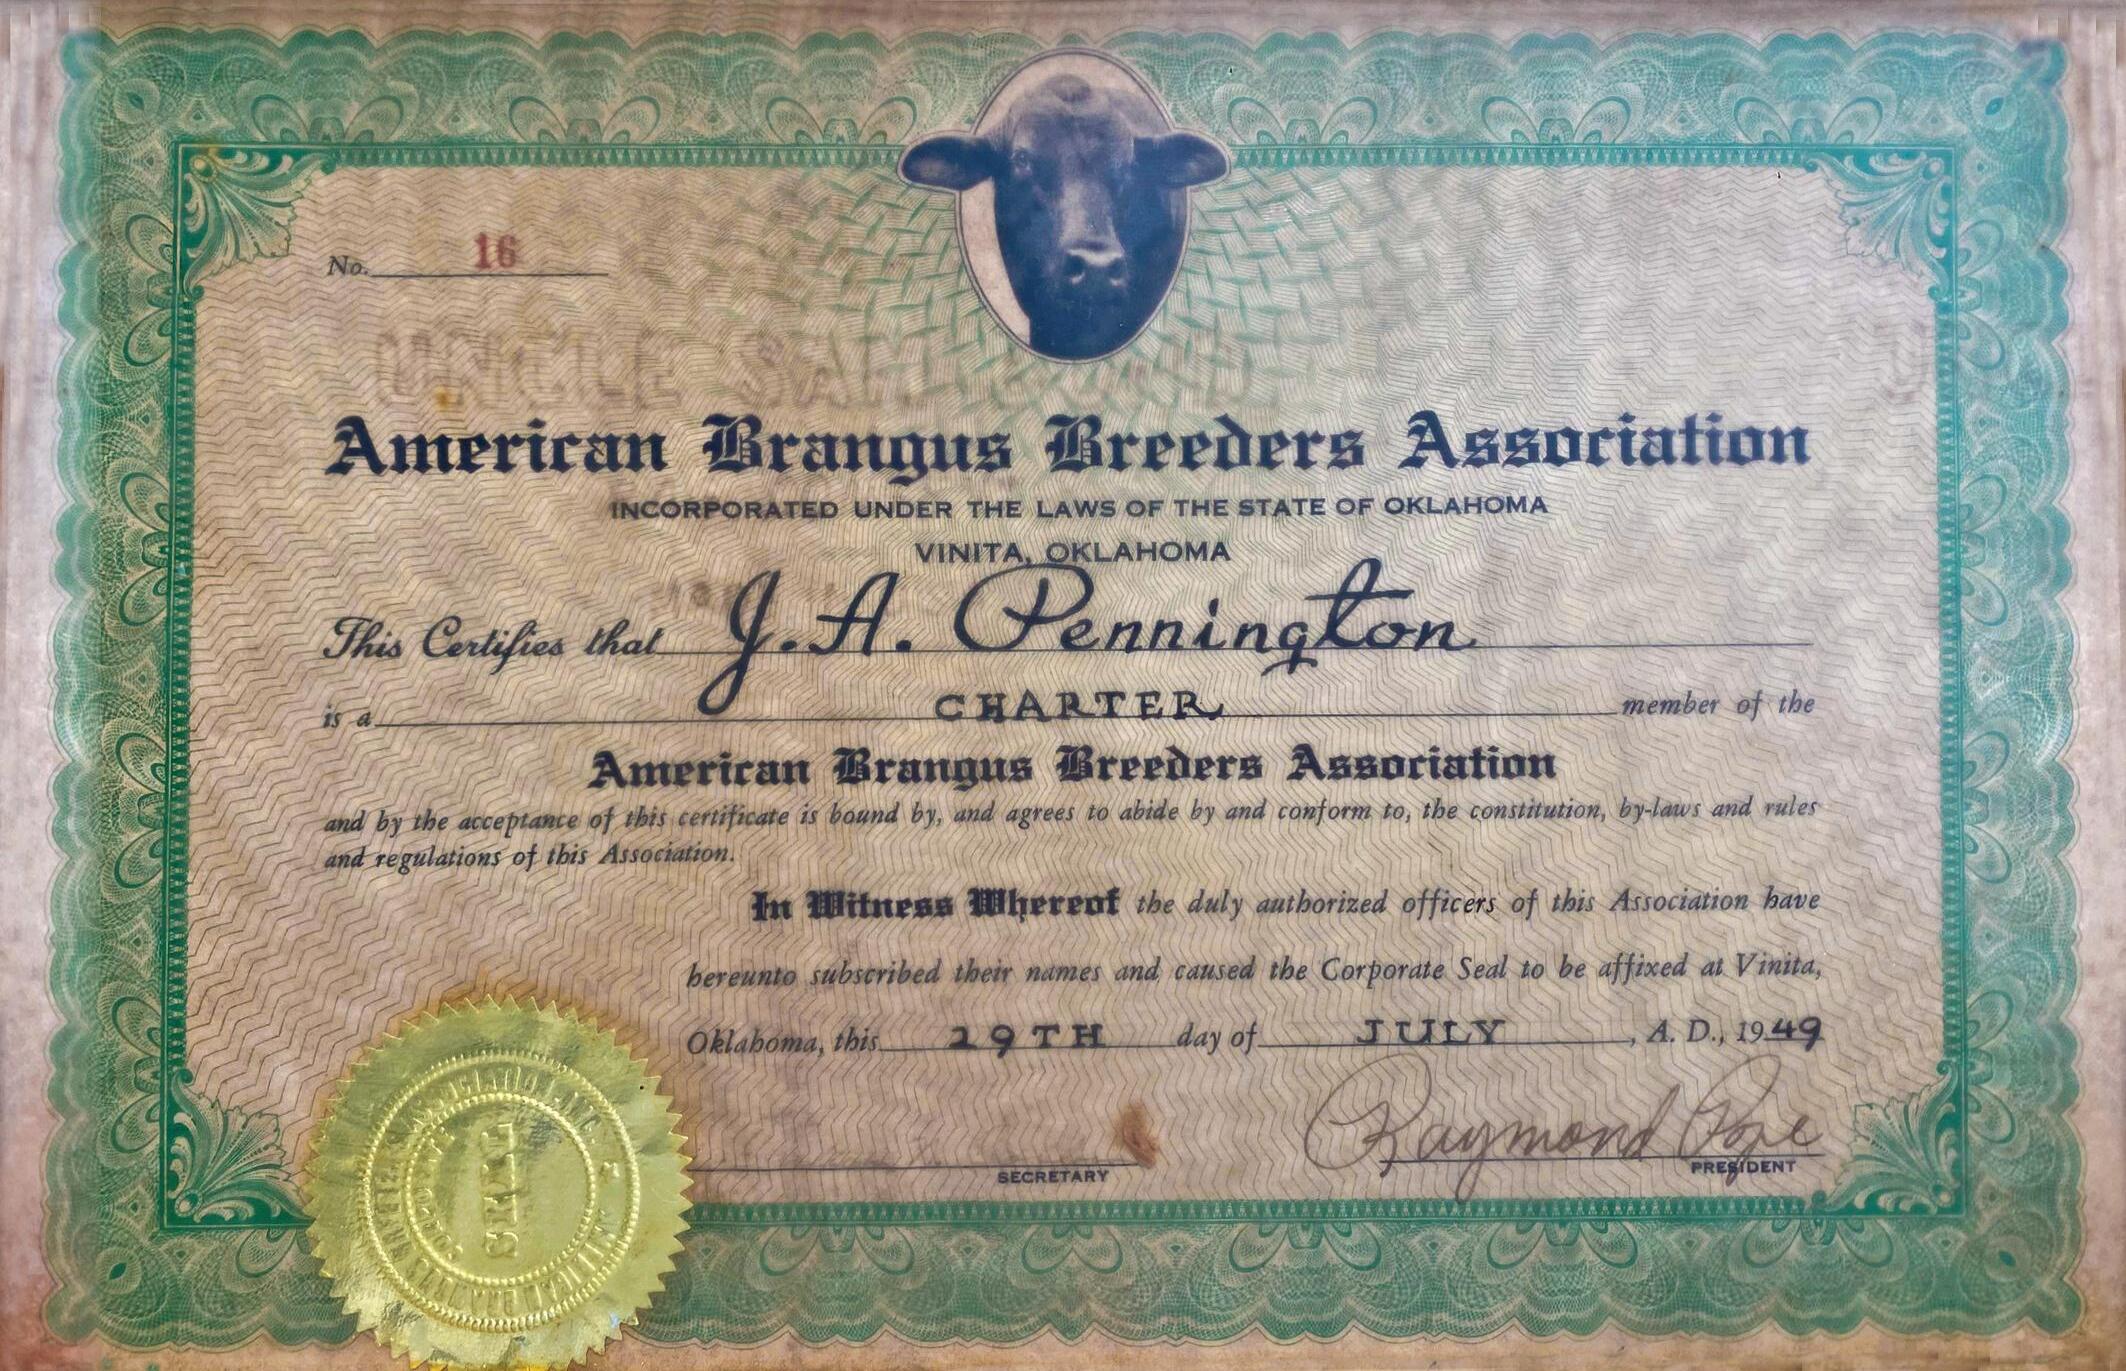 No. 16
UNCLE SAM BOND
American Brangus Breeders Association
INCORPORATED UNDER THE LAWS OF THE STATE OF OKLAHOMA
VINITA, OKLAHOMA
This Certifies that J. A. Pennington
is a CHARTER member of the
American Brangus Breeders Association
and by the acceptance of this certificate is bound by, and agrees to abide by and conform to, the constitution, by-laws and rules
and regulations of this Association.
In Witness Whereof the duly authorized officers of this Association have
hereunto subscribed their names and caused the Corporate Seal to be affixed at Vinita,
Oklahoma, this 29TH day of JULY, A. D., 1949
Raymond Pope
SECRETARY PRESIDENT
SEAL